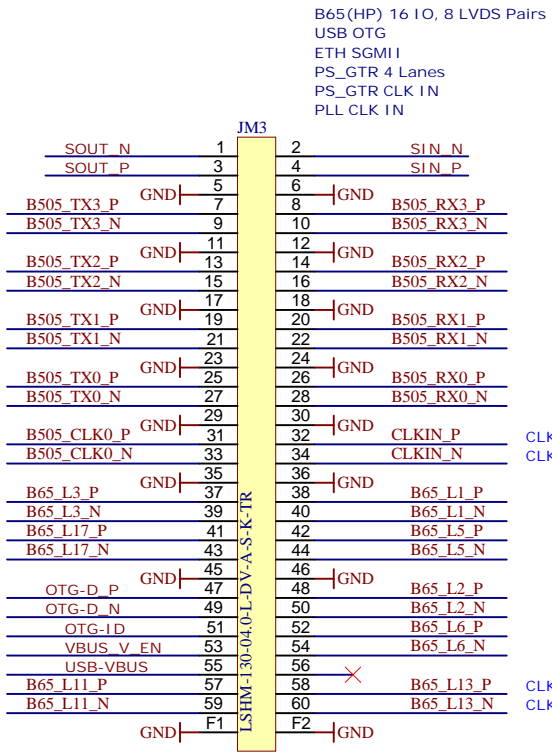 B65(HP) 16 IO, 8 LVDS Pairs
USB OTG
ETH SGMII
PS_GTR 4 Lanes
PS_GTR CLK IN
PLL CLK IN
JM3
SOUT_N 1 2 SIN_N
SOUT_P 3 4 SIN_P
GND 5 6 GND
B505_TX3_P 7 8 B505_RX3_P
B505_TX3_N 9 10 B505_RX3_N
GND 11 12 GND
B505_TX2_P 13 14 B505_RX2_P
B505_TX2_N 15 16 B505_RX2_N
GND 17 18 GND
B505_TX1_P 19 20 B505_RX1_P
B505_TX1_N 21 22 B505_RX1_N
GND 23 24 GND
B505_TX0_P 25 26 B505_RX0_P
B505_TX0_N 27 28 B505_RX0_N
GND 29 30 GND
B505_CLK0_P 31 32 CLKIN_P CLK
B505_CLK0_N 33 34 CLKIN_N CLK
GND 35 36 GND
B65_L3_P 37 38 B65_L1_P
B65_L3_N 39 40 B65_L1_N
B65_L17_P 41 42 B65_L5_P
B65_L17_N 43 44 B65_L5_N
GND 45 46 GND
OTG-D_P 47 48 B65_L2_P
OTG-D_N 49 50 B65_L2_N
OTG-ID 51 52 B65_L6_P
VBUS_V_EN 53 54 B65_L6_N
USB-VBUS 55 56
B65_L11_P 57 58 B65_L13_P CLK
B65_L11_N 59 60 B65_L13_N CLK
GND F1 F2 GND
LSHM-130-04.0-L-DV-A-S-K-TR